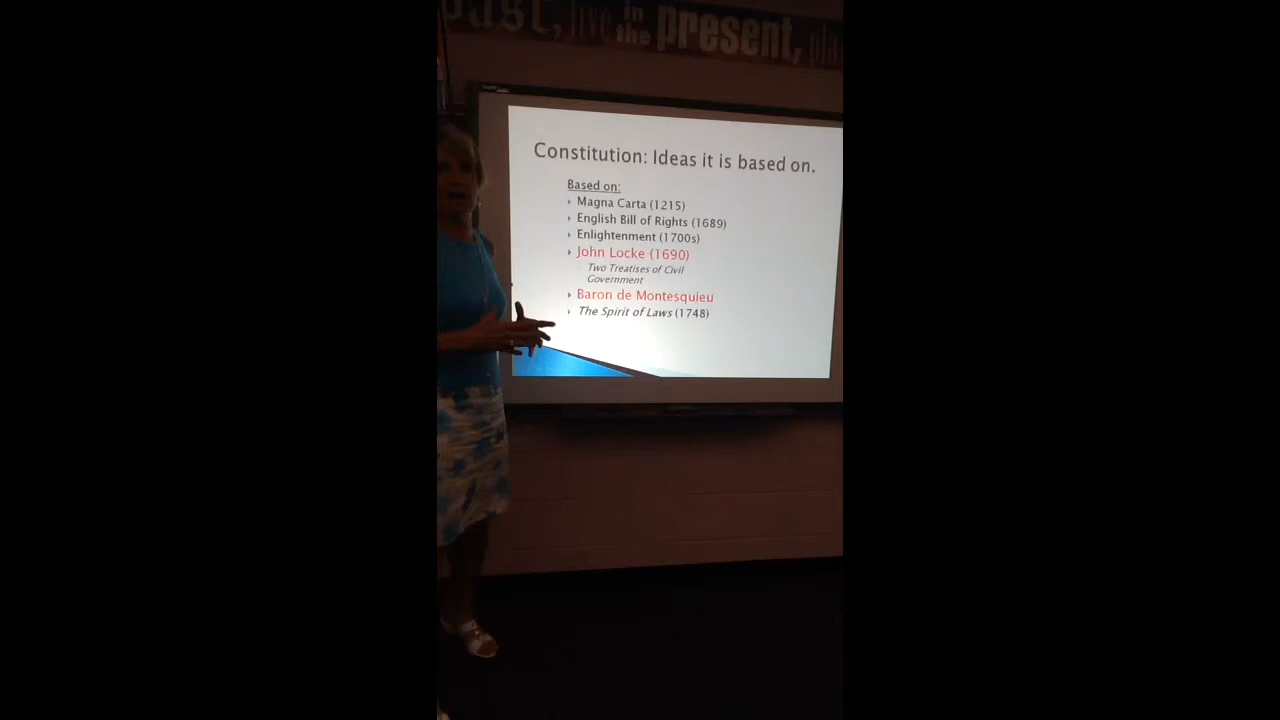 past, live in the present, pla
Constitution: Ideas it is based on.
Based on:
Magna Carta (1215)
English Bill of Rights (1689)
Enlightenment (1700s)
John Locke (1690)
Two Treatises of Civil
Government
Baron de Montesquieu
The Spirit of Laws (1748)